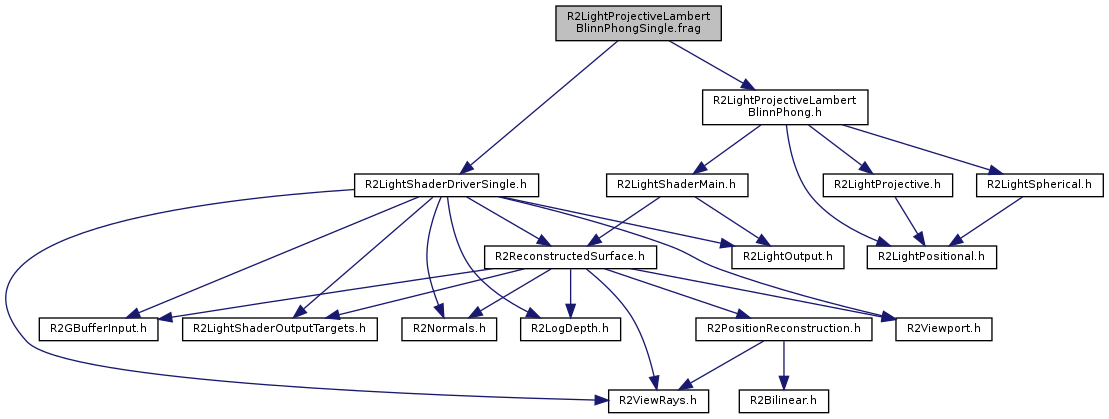 R2LightProjectiveLambert
BlinnPhongSingle.frag
R2LightProjectiveLambert
BlinnPhong.h
R2LightShaderDriverSingle.h
R2LightShaderMain.h
R2LightProjective.h
R2LightSpherical.h
R2ReconstructedSurface.h
R2LightOutput.h
R2LightPositional.h
R2GBufferInput.h
R2LightShaderOutputTargets.h
R2Normals.h
R2LogDepth.h
R2PositionReconstruction.h
R2Viewport.h
R2ViewRays.h
R2Bilinear.h